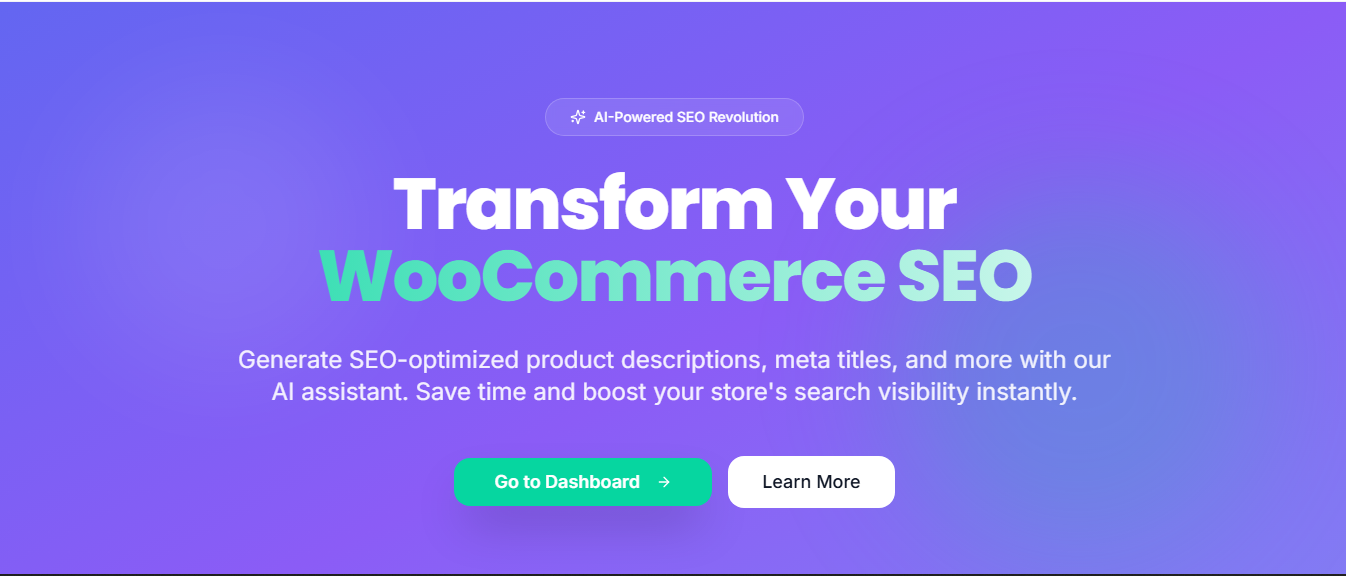 AI-Powered SEO Revolution
Transform Your
WooCommerce SEO
Generate SEO-optimized product descriptions, meta titles, and more with our
AI assistant. Save time and boost your store's search visibility instantly.
Go to Dashboard →
Learn More